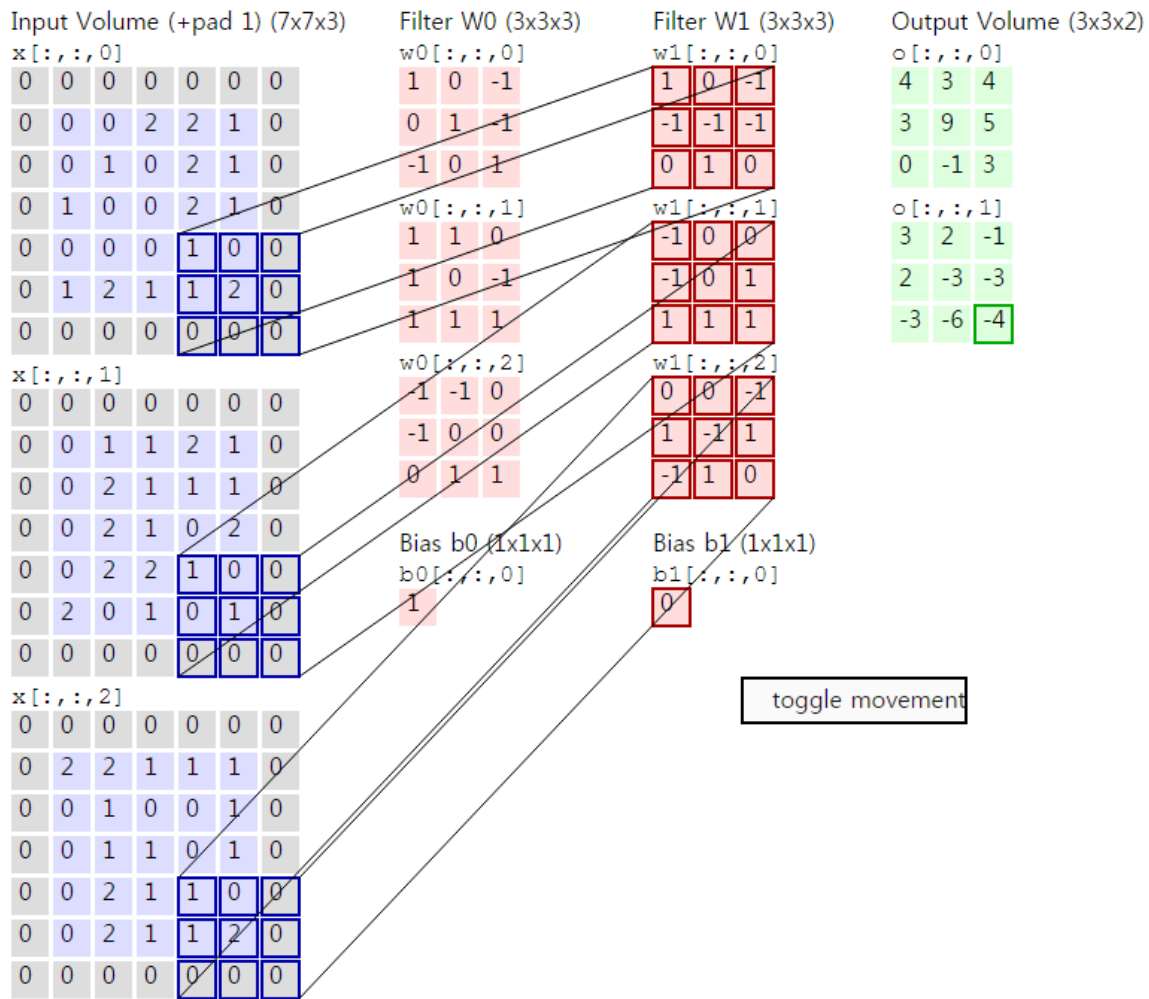 Input Volume (+pad 1) (7x7x3)
x[:,:,0]
0 0 0 0 0 0 0
0 0 0 2 2 1 0
0 0 1 0 2 1 0
0 1 0 0 2 1 0
0 0 0 0 1 0 0
0 1 2 1 1 2 0
0 0 0 0 0 0 0
x[:,:,1]
0 0 0 0 0 0 0
0 0 1 1 2 1 0
0 0 2 1 1 1 0
0 0 2 1 0 2 0
0 0 2 2 1 0 0
0 2 0 1 0 1 0
0 0 0 0 0 0 0
x[:,:,2]
0 0 0 0 0 0 0
0 2 2 1 1 1 0
0 0 1 0 0 1 0
0 0 1 1 0 1 0
0 0 2 1 1 0 0
0 0 2 1 1 2 0
0 0 0 0 0 0 0
Filter W0 (3x3x3)
w0[:,:,0]
1 0 -1
0 1 -1
-1 0 1
w0[:,:,1]
1 1 0
1 0 -1
1 1 1
w0[:,:,2]
-1 -1 0
-1 0 0
0 1 1
Bias b0 (1x1x1)
b0[:,:,0]
1
Filter W1 (3x3x3)
w1[:,:,0]
1 0 -1
-1 -1 -1
0 1 0
w1[:,:,1]
-1 0 0
-1 0 1
1 1 1
w1[:,:,2]
0 0 -1
1 -1 1
-1 1 0
Bias b1 (1x1x1)
b1[:,:,0]
0
Output Volume (3x3x2)
o[:,:,0]
4 3 4
3 9 5
0 -1 3
o[:,:,1]
3 2 -1
2 -3 -3
-3 -6 -4
toggle movement